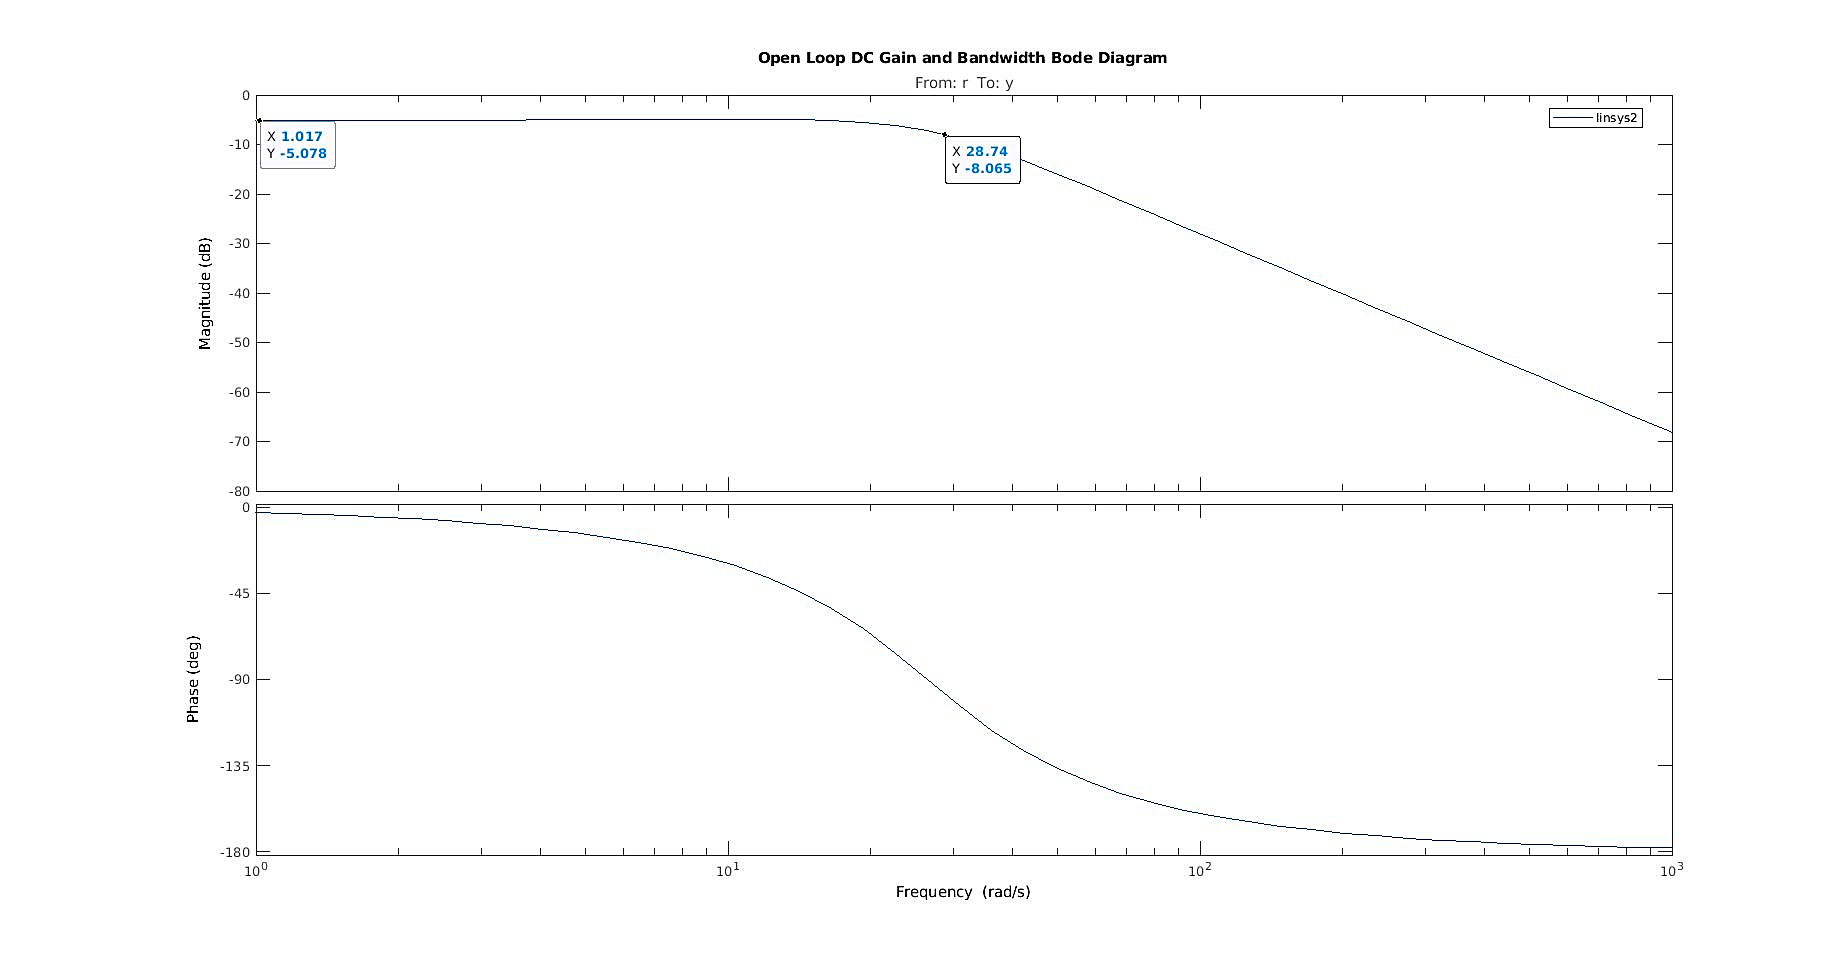 Open Loop DC Gain and Bandwidth Bode Diagram
From: r To: y
linsys2
X 1.017
Y -5.078
X 28.74
Y -8.065
Magnitude (dB)
0
-10
-20
-30
-40
-50
-60
-70
-80
Phase (deg)
0
-45
-90
-135
-180
10^0 10^1 10^2 10^3
Frequency (rad/s)